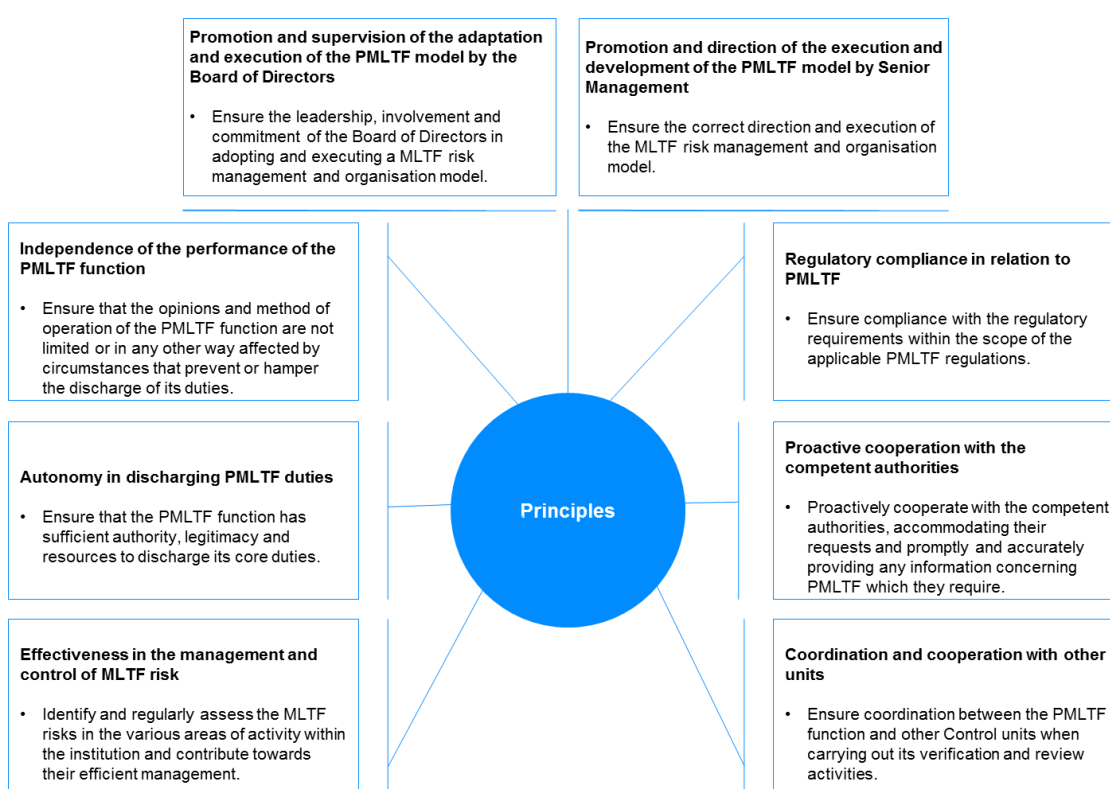 Promotion and supervision of the adaptation
and execution of the PMLTF model by the
Board of Directors
• Ensure the leadership, involvement and
commitment of the Board of Directors in
adopting and executing a MLTF risk
management and organisation model.
Promotion and direction of the execution and
development of the PMLTF model by Senior
Management
• Ensure the correct direction and execution of
the MLTF risk management and organisation
model.
Independence of the performance of the
PMLTF function
• Ensure that the opinions and method of
operation of the PMLTF function are not
limited or in any other way affected by
circumstances that prevent or hamper
the discharge of its duties.
Regulatory compliance in relation to
PMLTF
• Ensure compliance with the regulatory
requirements within the scope of the
applicable PMLTF regulations.
Autonomy in discharging PMLTF duties
• Ensure that the PMLTF function has
sufficient authority, legitimacy and
resources to discharge its core duties.
Principles
Proactive cooperation with the
competent authorities
• Proactively cooperate with the competent
authorities, accommodating their
requests and promptly and accurately
providing any information concerning
PMLTF which they require.
Effectiveness in the management and
control of MLTF risk
• Identify and regularly assess the MLTF
risks in the various areas of activity within
the institution and contribute towards
their efficient management.
Coordination and cooperation with other
units
• Ensure coordination between the PMLTF
function and other Control units when
carrying out its verification and review
activities.